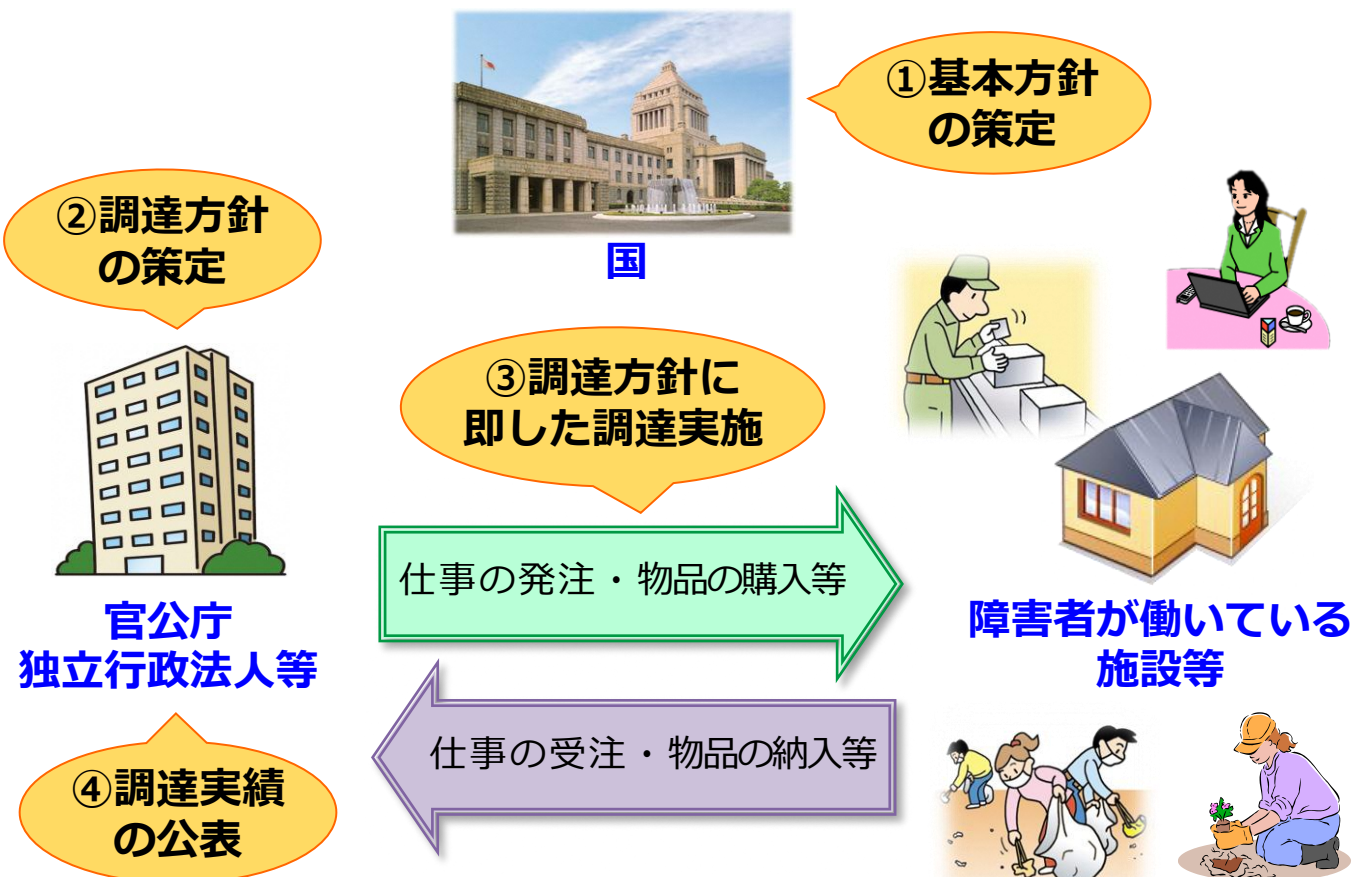 ①基本方針
の策定
国
②調達方針
の策定
③調達方針に
即した調達実施
官公庁
独立行政法人等
仕事の発注・物品の購入等
障害者が働いている
施設等
仕事の受注・物品の納入等
④調達実績
の公表